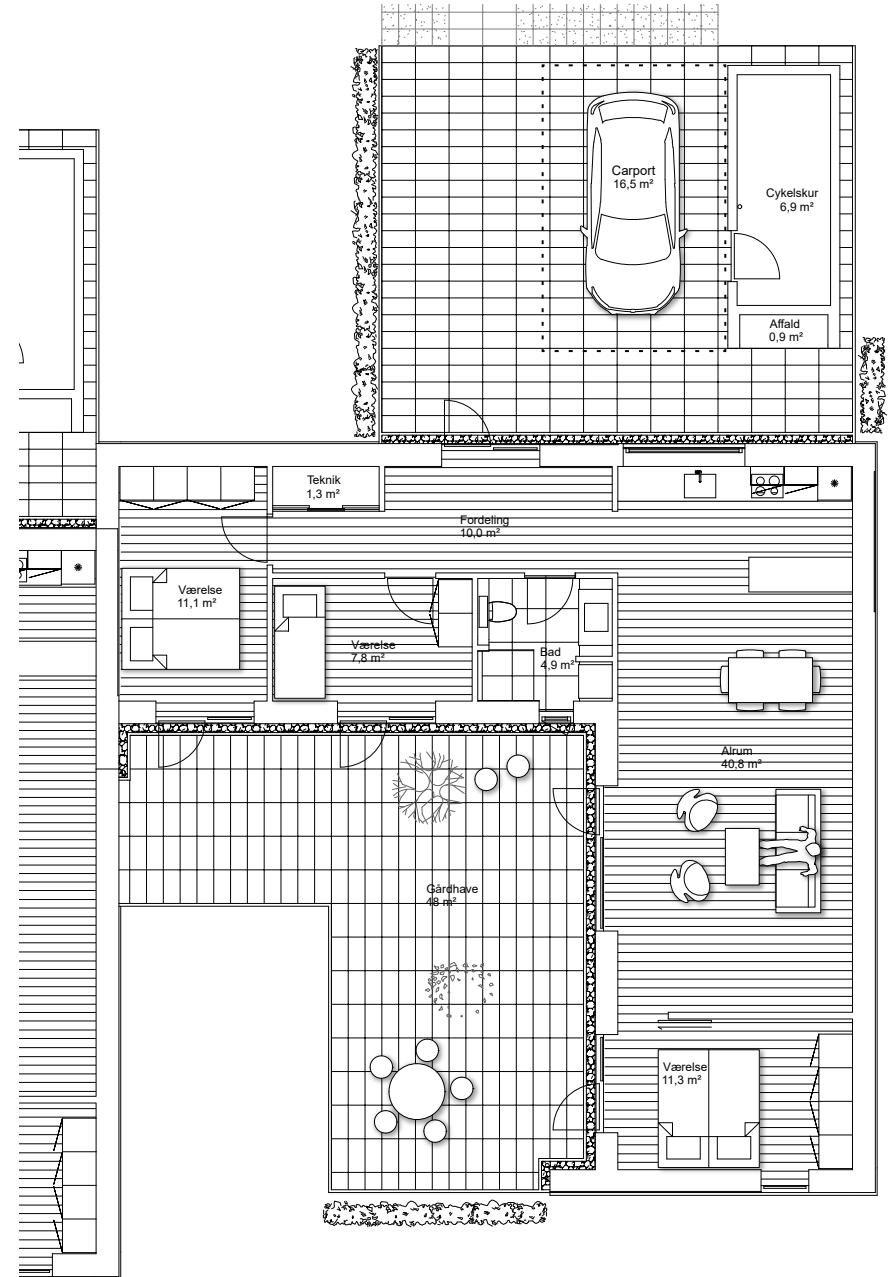 Carport
16,5 m²
Cykelskur
6,9 m²
Affald
0,9 m²
Teknik
1,3 m²
Fordeling
10,0 m²
Værelse
11,1 m²
Værelse
7,8 m²
Bad
4,9 m²
Alrum
40,8 m²
Gårdhave
48 m²
Værelse
11,3 m²